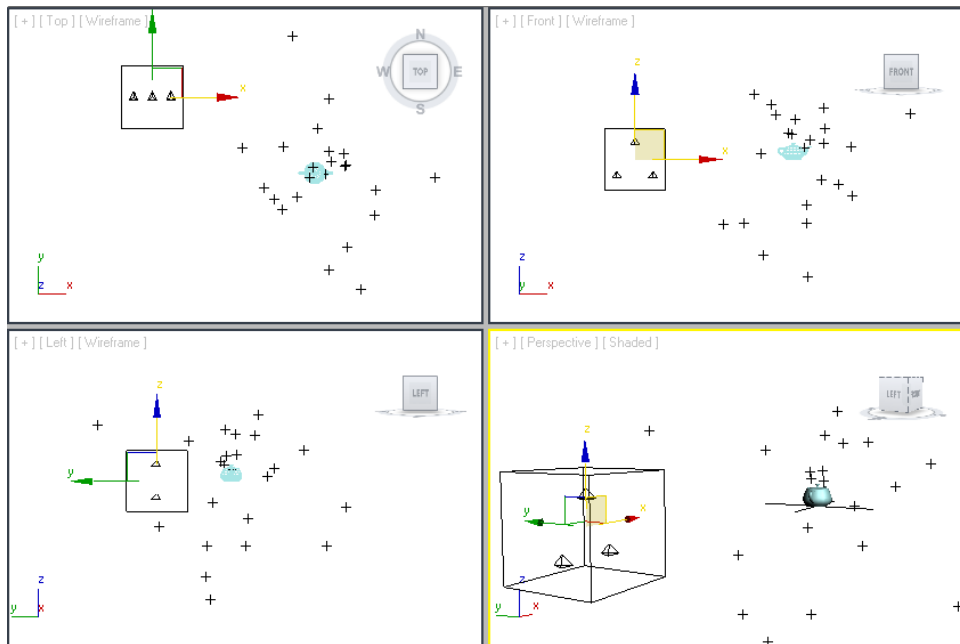 [ + ] [ Top ] [ Wireframe ]
N
W TOP E
S
y
x
y
z x
[ + ] [ Front ] [ Wireframe ]
FRONT
z
x
z
y x
[ + ] [ Left ] [ Wireframe ]
LEFT
z
y
z
y x
[ + ] [ Perspective ] [ Shaded ]
LEFT
z
y x
z
y x